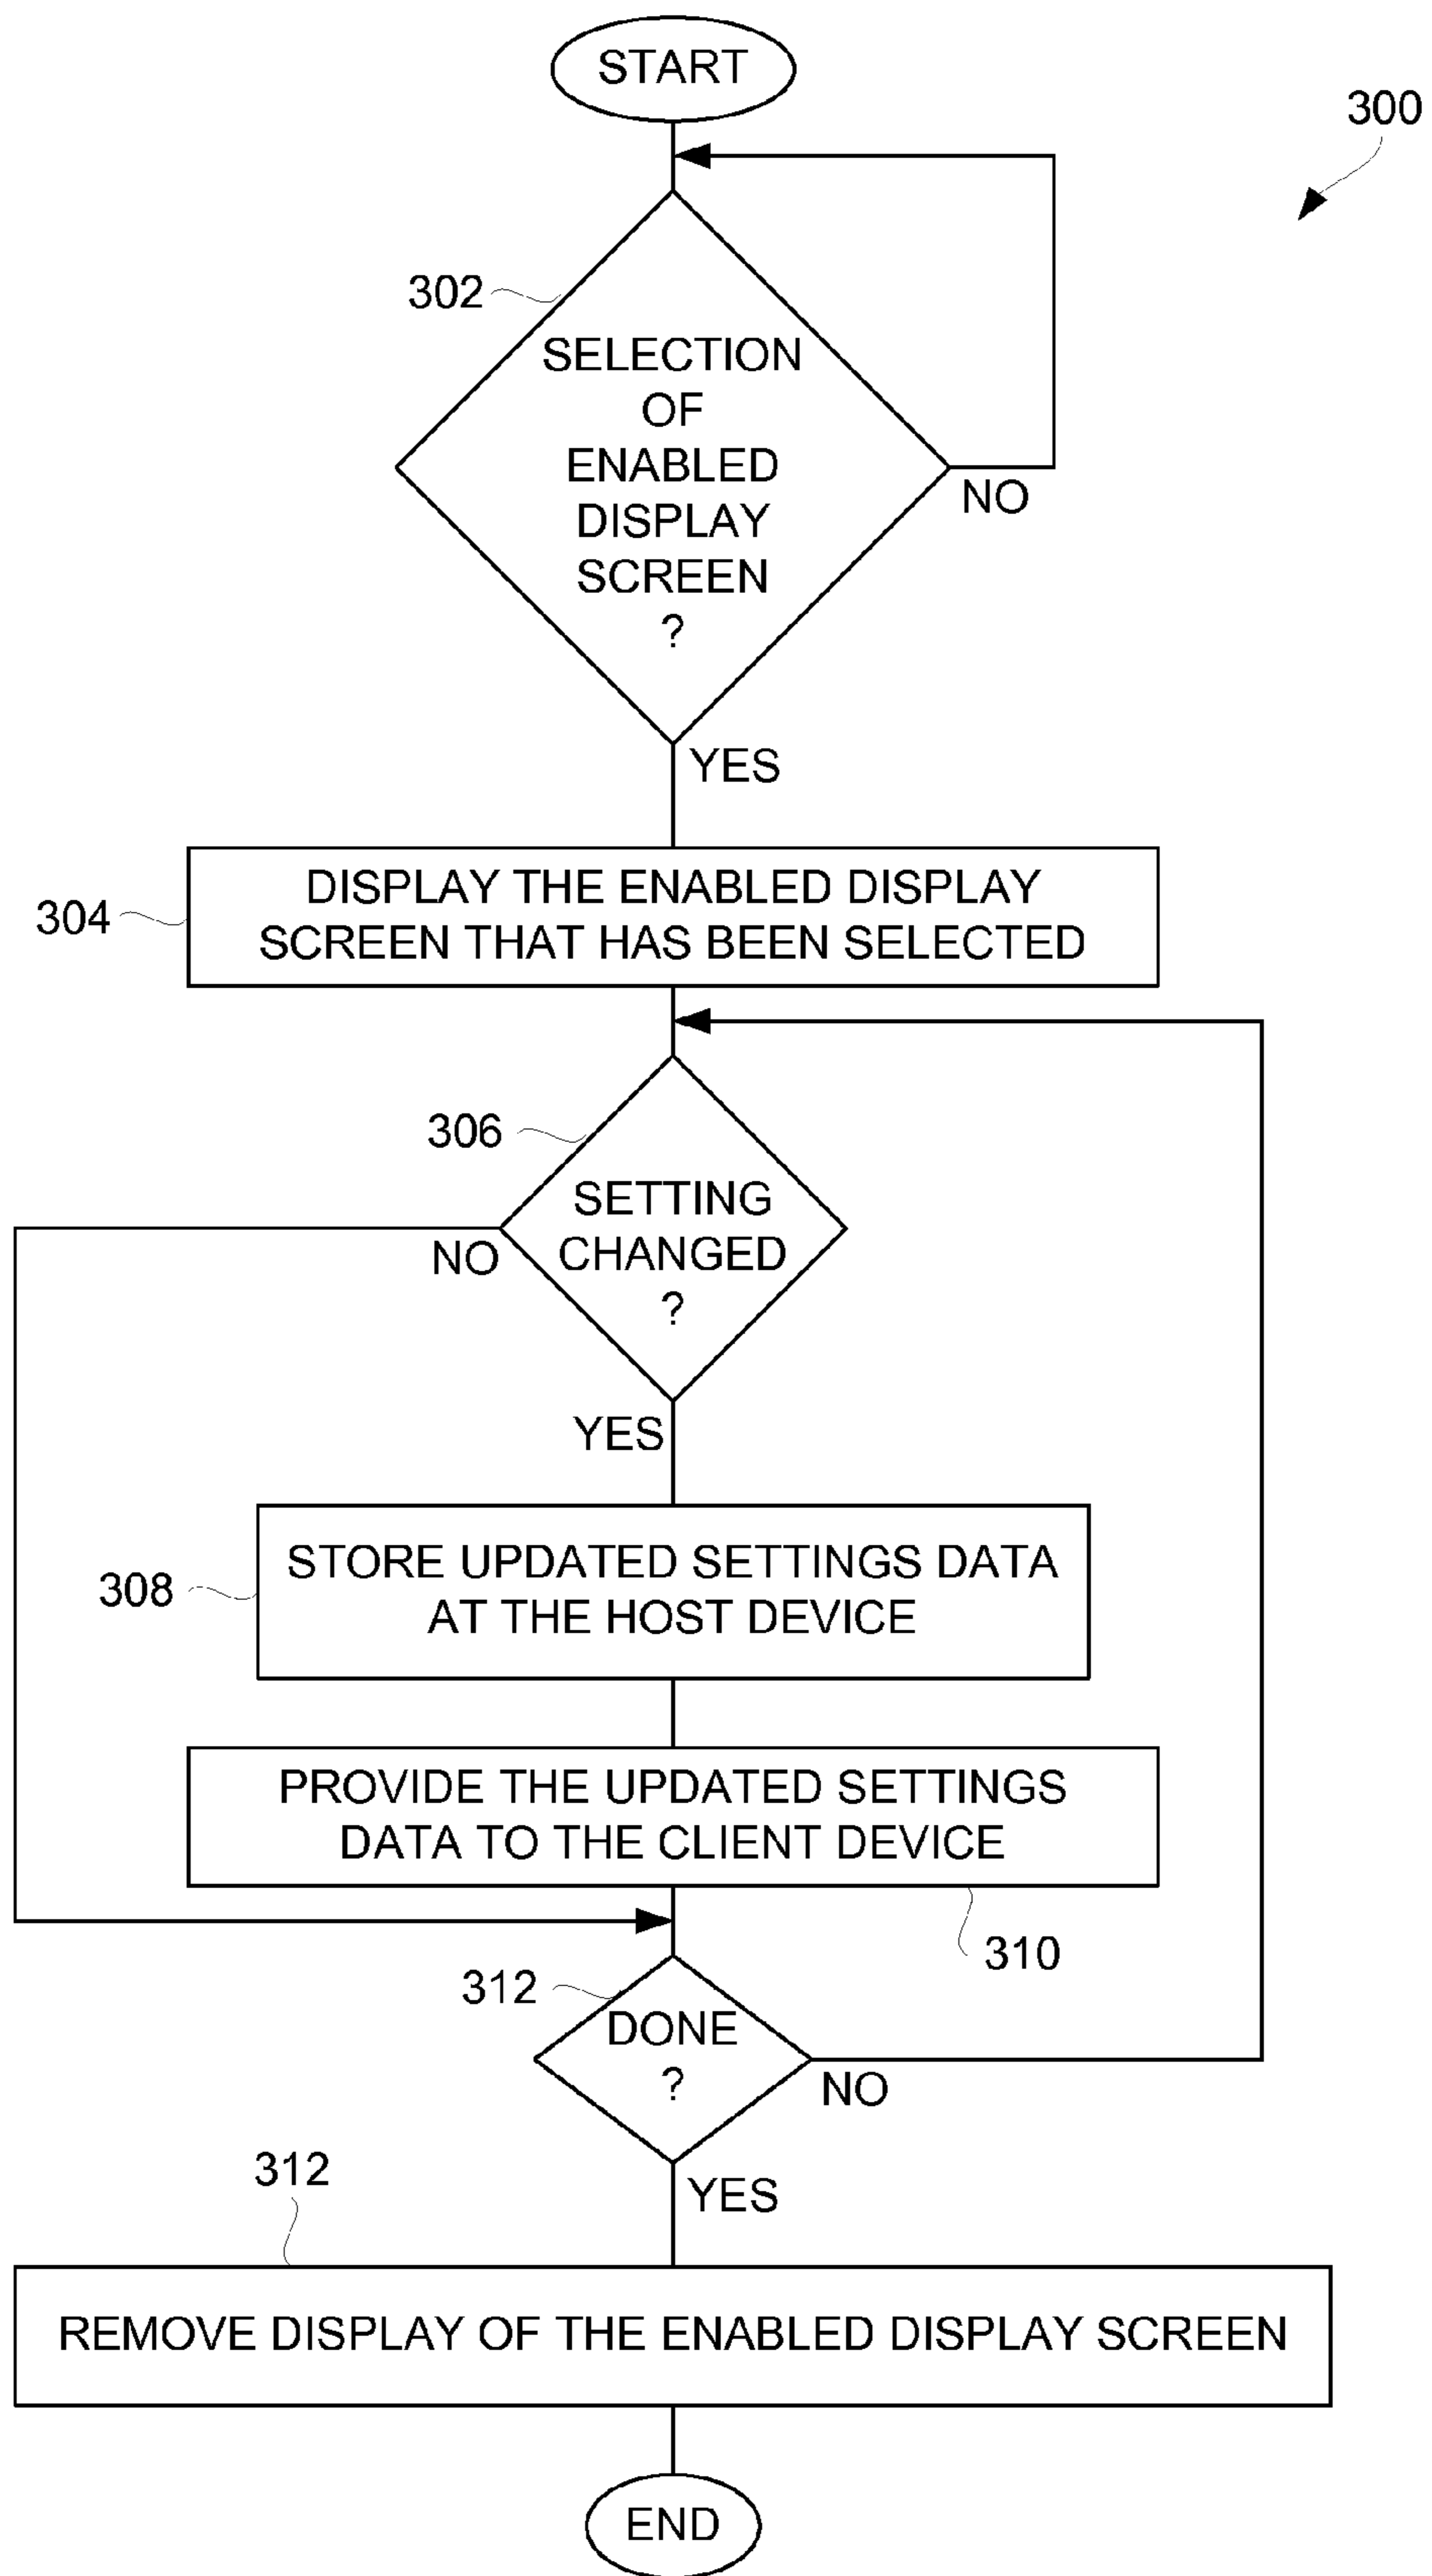 START
300
302
SELECTION
OF
ENABLED
DISPLAY
SCREEN
?
NO
YES
304
DISPLAY THE ENABLED DISPLAY
SCREEN THAT HAS BEEN SELECTED
306
SETTING
CHANGED
?
NO
YES
308
STORE UPDATED SETTINGS DATA
AT THE HOST DEVICE
PROVIDE THE UPDATED SETTINGS
DATA TO THE CLIENT DEVICE
310
312
DONE
?
NO
YES
312
REMOVE DISPLAY OF THE ENABLED DISPLAY SCREEN
END